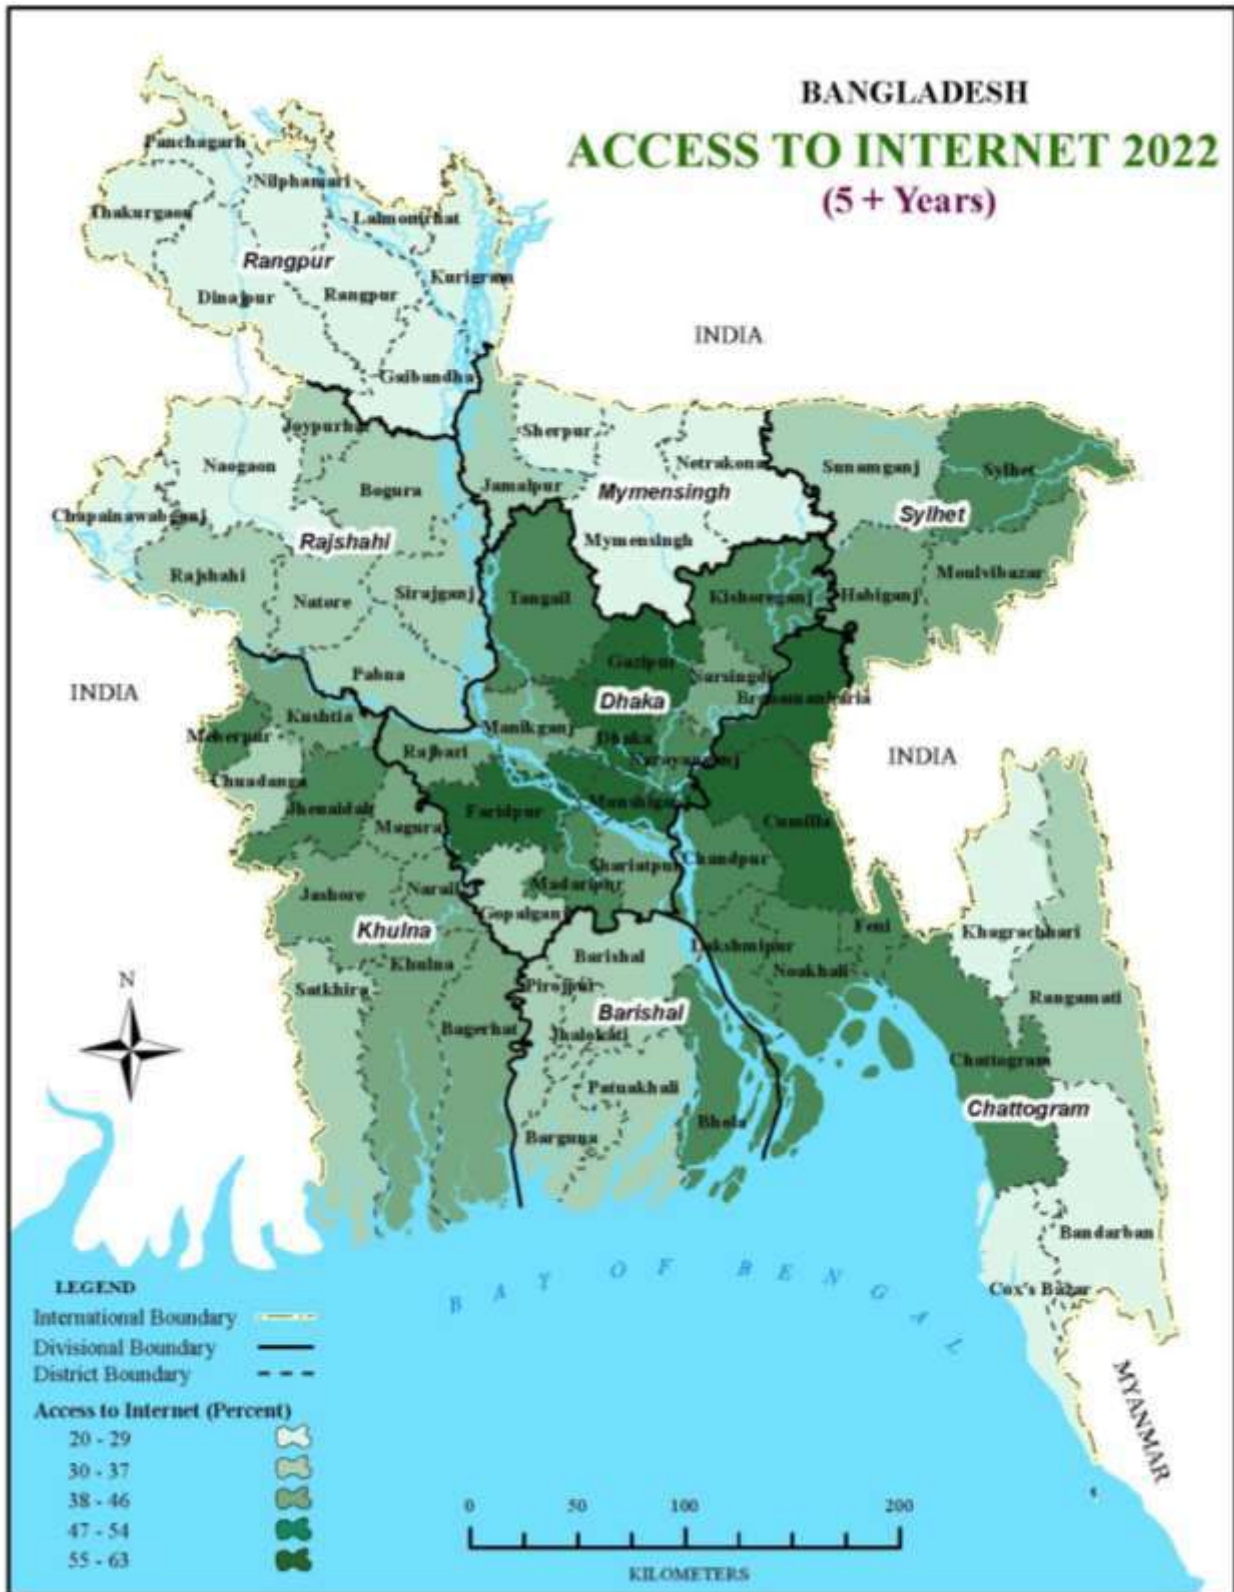 BANGLADESH
ACCESS TO INTERNET 2022
(5 + Years)
Panchagarh
Nilphamari
Thakurgaon
Lalmonirhat
Rangpur
Kurigram
Dinajpur
Rangpur
INDIA
Gaibandha
Joypurhat
Sherpur
Netrakona
Sunamganj
Sylhet
Naogaon
Bogura
Jamalpur
Mymensingh
Chapainawabganj
Rajshahi
Mymensingh
Sylhet
Rajshahi
Natore
Sirajganj
Tangail
Kishoreganj
Habiganj
Moulvibazar
Gazipur
Narsingdi
INDIA
Pabna
Dhaka
Brahamanbaria
Kushtia
Meherpur
Manikganj
Dhaka
INDIA
Rajbari
Narayanganj
Chuadanga
Jhenaidah
Faridpur
Munshiganj
Magura
Cumilla
Shariatpur
Chandpur
Jashore
Narail
Madaripur
Gopalganj
Khulna
Feni
Khagrachhari
Lakshmipur
Barishal
Khulna
Noakhali
Satkhira
Pirojpur
Rangamati
N
Barishal
Bagerhat
Jhalokati
Chattogram
Patuakhali
Chattogram
Bhola
Barguna
Bandarban
Cox's Bazar
BAY OF BENGAL
MYANMAR
LEGEND
International Boundary
Divisional Boundary
District Boundary
Access to Internet (Percent)
20 - 29
30 - 37
38 - 46
47 - 54
55 - 63
0 50 100 200
KILOMETERS